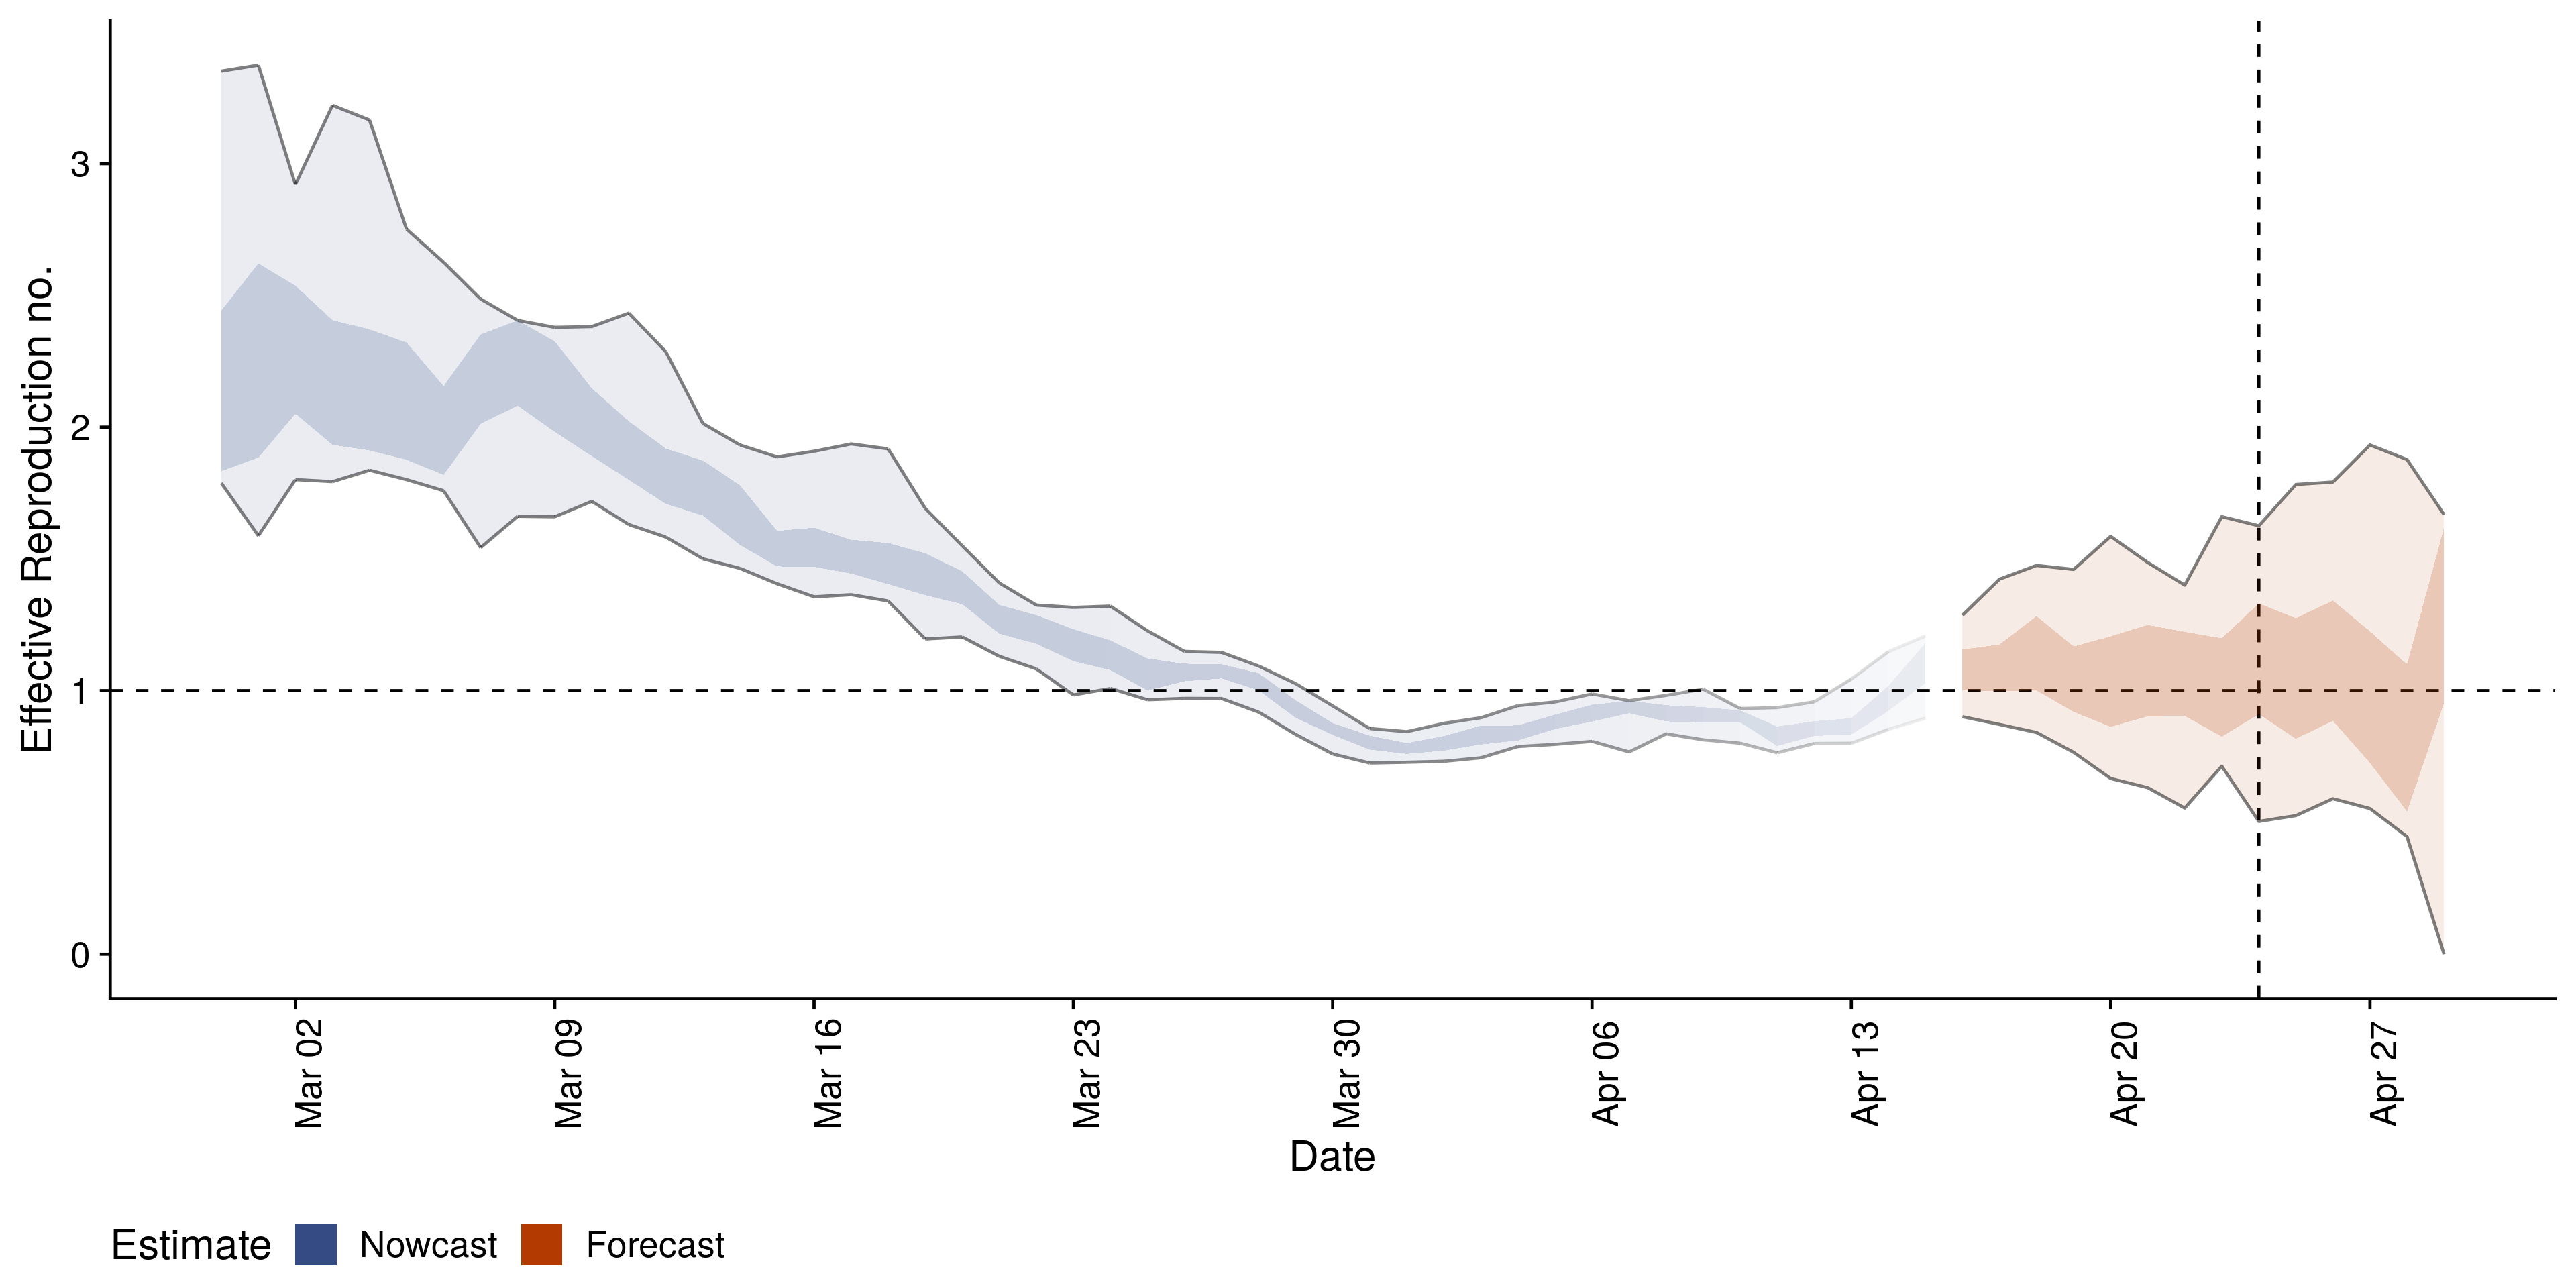 Effective Reproduction no.
3
2
1
0
Mar 02
Mar 09
Mar 16
Mar 23
Mar 30
Apr 06
Apr 13
Apr 20
Apr 27
Date
Estimate Nowcast Forecast